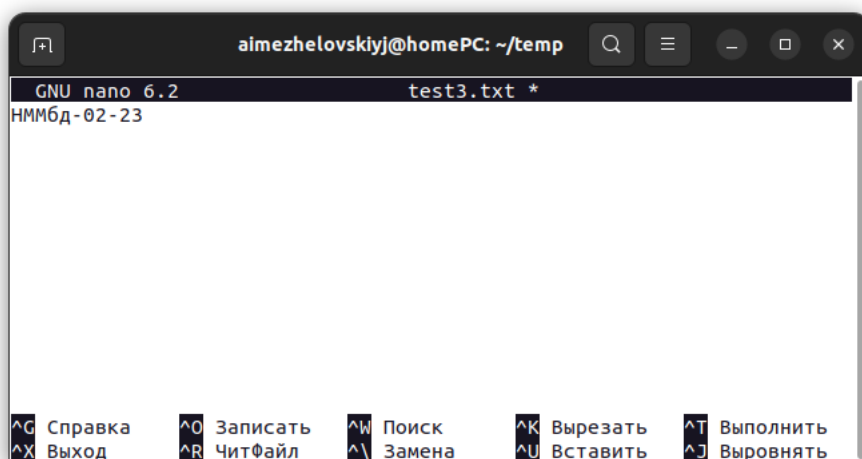 aimezhelovskiyj@homePC: ~/temp
GNU nano 6.2 test3.txt *
НММбд-02-23
^G Справка ^O Записать ^W Поиск ^K Вырезать ^T Выполнить
^X Выход ^R ЧитФайл ^\ Замена ^U Вставить ^J Выровнять